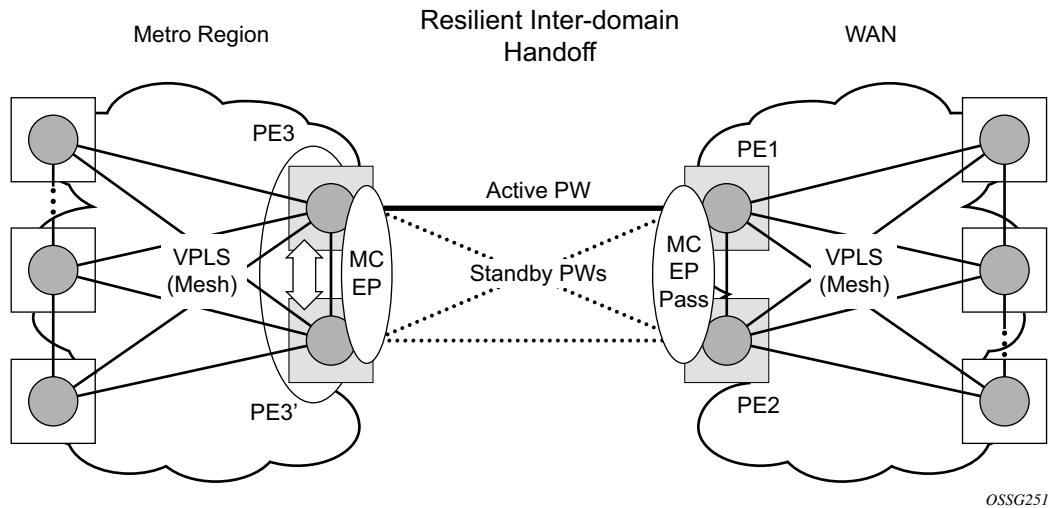 Resilient Inter-domain
Handoff
Metro Region
WAN
PE3
PE1
Active PW
VPLS
(Mesh)
MC
EP
Standby PWs
MC
EP
Pass
VPLS
(Mesh)
PE3’
PE2
OSSG251